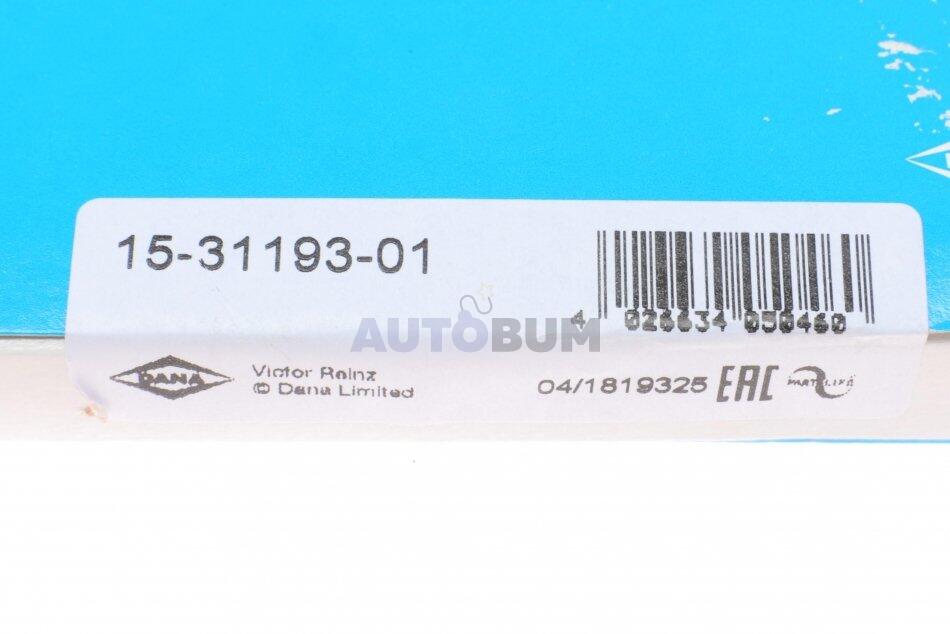 15-31193-01
4 026634 050460
AUTOBUM
DANA
Victor Reinz
© Dana Limited
04/1819325 EAC